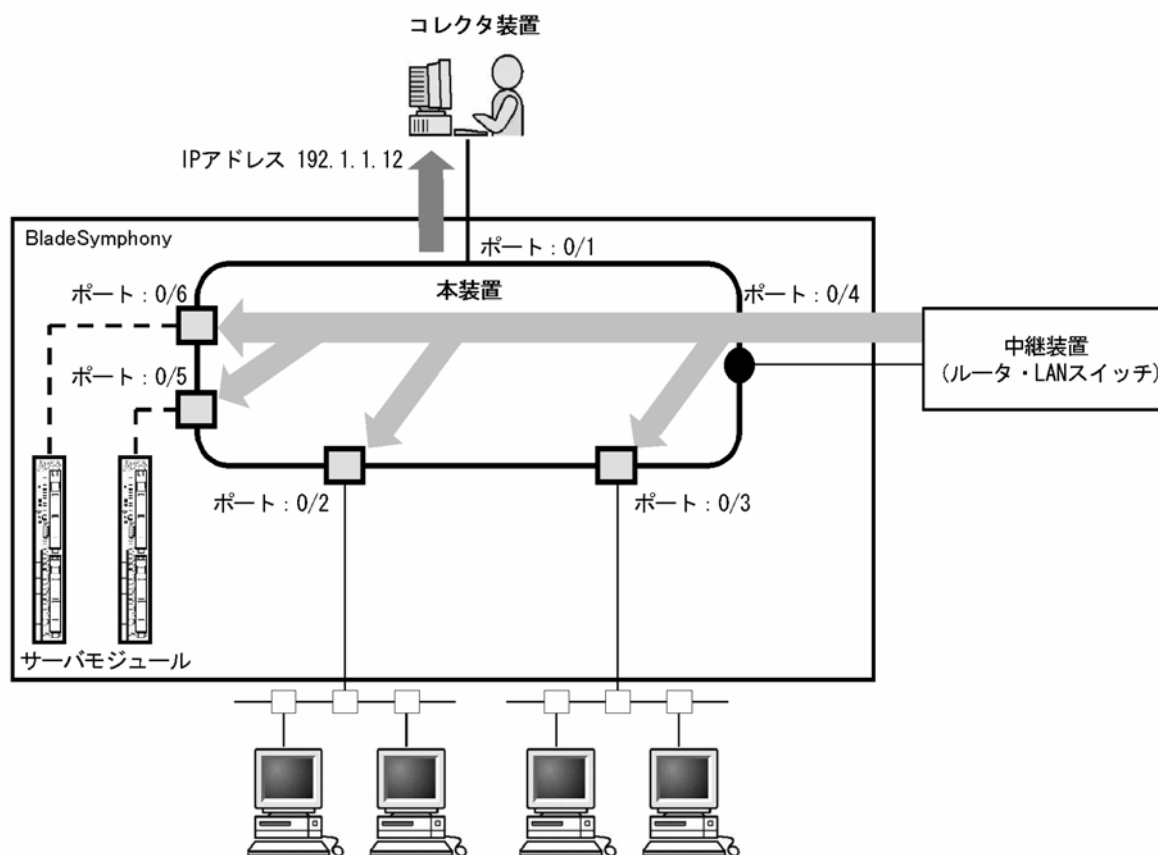 コレクタ装置
IPアドレス 192.1.1.12
BladeSymphony
ポート：0/1
ポート：0/6
本装置
ポート：0/4
中継装置
(ルータ・LANスイッチ)
ポート：0/5
ポート：0/2
ポート：0/3
サーバモジュール